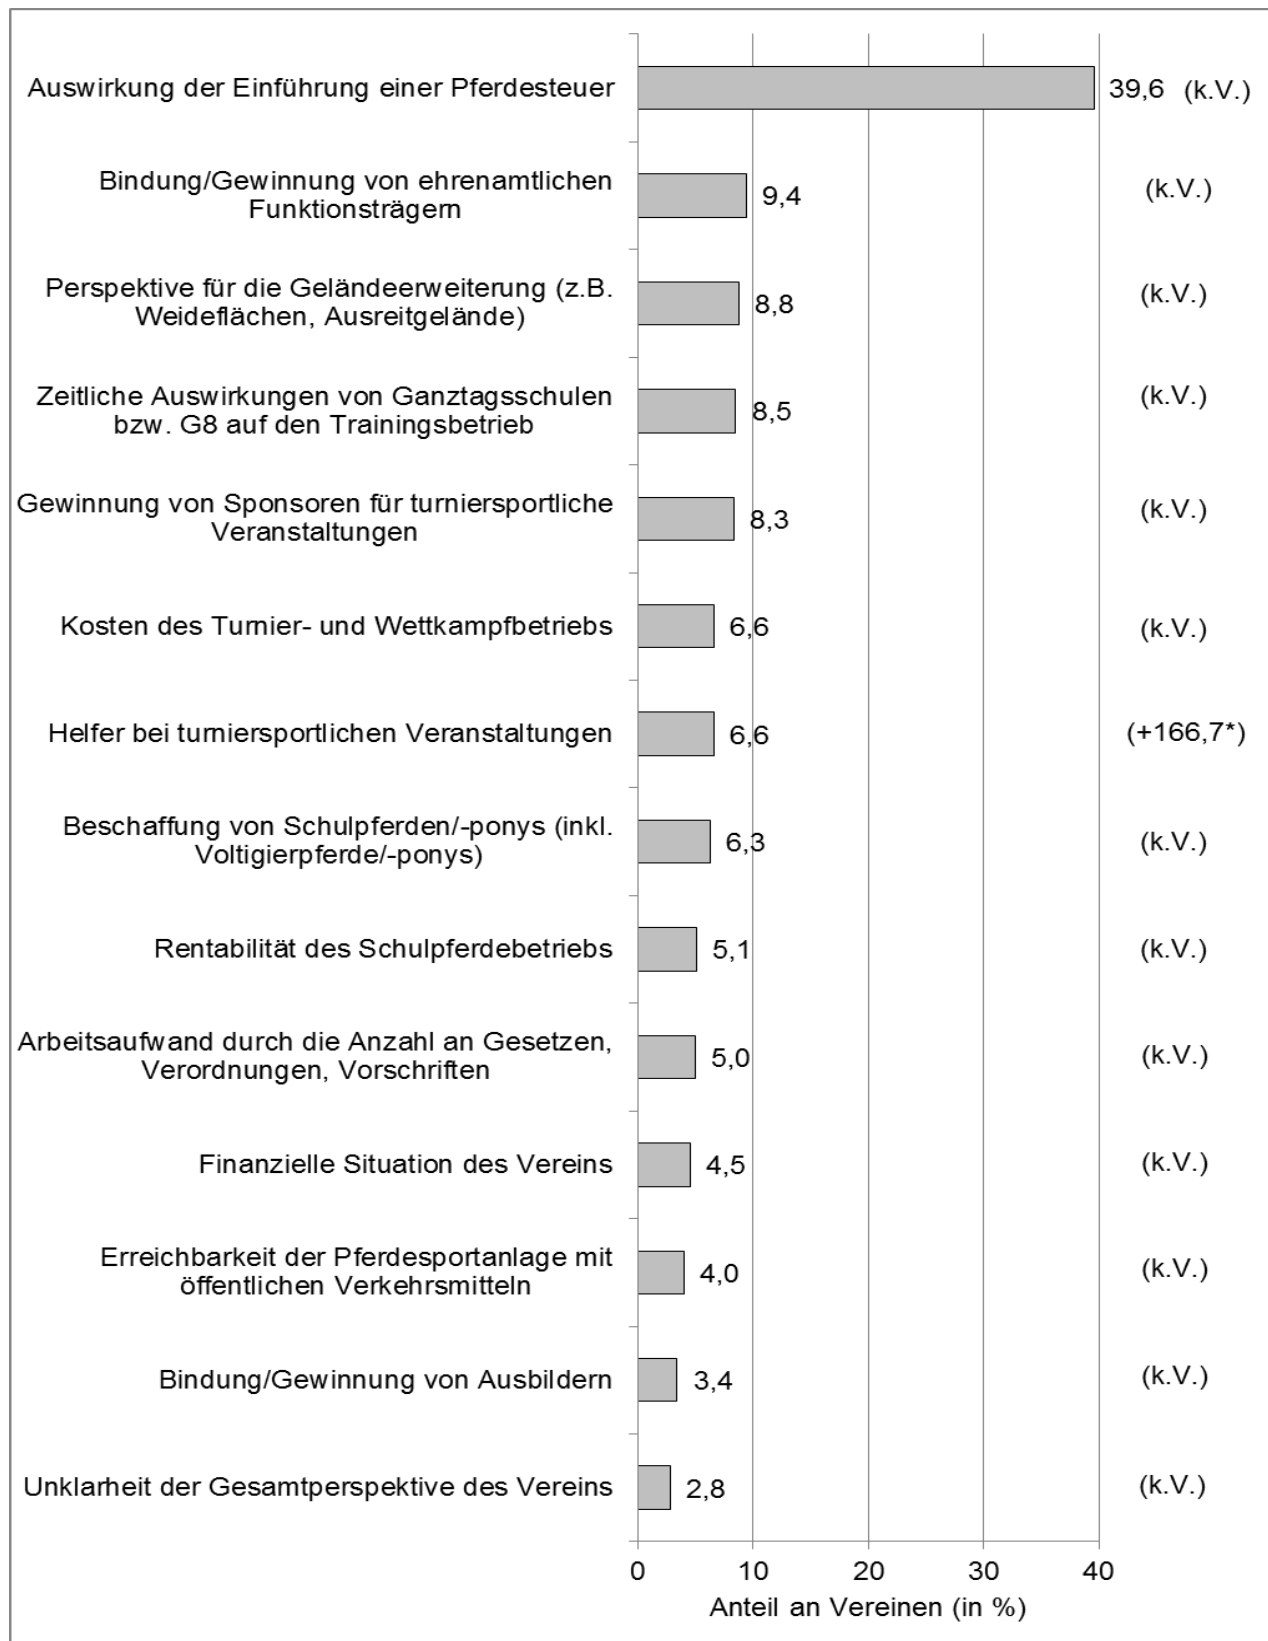 Auswirkung der Einführung einer Pferdesteuer
39,6 (k.V.)
Bindung/Gewinnung von ehrenamtlichen
Funktionsträgern
9,4 (k.V.)
Perspektive für die Geländeerweiterung (z.B.
Weideflächen, Ausreitgelände)
8,8 (k.V.)
Zeitliche Auswirkungen von Ganztagsschulen
bzw. G8 auf den Trainingsbetrieb
8,5 (k.V.)
Gewinnung von Sponsoren für turniersportliche
Veranstaltungen
8,3 (k.V.)
Kosten des Turnier- und Wettkampfbetriebs
6,6 (k.V.)
Helfer bei turniersportlichen Veranstaltungen
6,6 (+166,7*)
Beschaffung von Schulpferden/-ponys (inkl.
Voltigierpferde/-ponys)
6,3 (k.V.)
Rentabilität des Schulpferdebetriebs
5,1 (k.V.)
Arbeitsaufwand durch die Anzahl an Gesetzen,
Verordnungen, Vorschriften
5,0 (k.V.)
Finanzielle Situation des Vereins
4,5 (k.V.)
Erreichbarkeit der Pferdesportanlage mit
öffentlichen Verkehrsmitteln
4,0 (k.V.)
Bindung/Gewinnung von Ausbildern
3,4 (k.V.)
Unklarheit der Gesamtperspektive des Vereins
2,8 (k.V.)
0 10 20 30 40
Anteil an Vereinen (in %)